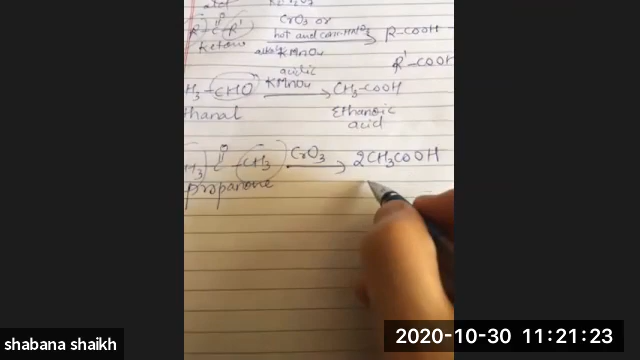 R-C-R'
O
CrO3 or
hot and conc-HNO3
R-COOH
ketone
KMnO4
R'-COOH
acidic
H3-CHO
KMnO4
CH3-COOH
thanal
Ethanoic
acid
H3
O
C-CH3
CrO3
2CH3COOH
propanone
shabana shaikh
2020-10-30 11:21:23